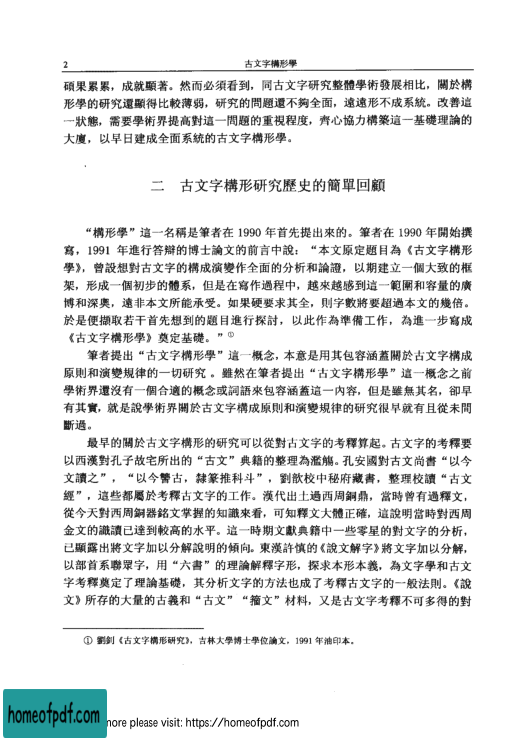 2
古文字構形學
碩果累累，成就顯著。然而必須看到，同古文字研究整體學術發展相比，關於構
形學的研究還顯得比較薄弱，研究的問題還不夠全面，遠遠形不成系統。改善這
一狀態，需要學術界提高對這一問題的重視程度，齊心協力構築這一基礎理論的
大廈，以早日建成全面系統的古文字構形學。
二 古文字構形研究歷史的簡單回顧
“構形學”這一名稱是筆者在 1990 年首先提出來的。筆者在 1990 年開始撰
寫，1991 年進行答辯的博士論文的前言中說：“本文原定題目為《古文字構形
學》，曾設想對古文字的構成演變作全面的分析和論證，以期建立一個大致的框
架，形成一個初步的體系，但是在寫作過程中，越來越感到這一範圍和容量的廣
博和深奧，遠非本文所能承受。如果硬要求其全，則字數將要超過本文的幾倍。
於是便擷取若干首先想到的題目進行探討，以此作為準備工作，為進一步寫成
《古文字構形學》奠定基礎。”①
筆者提出“古文字構形學”這一概念，本意是用其包容涵蓋關於古文字構成
原則和演變規律的一切研究。雖然在筆者提出“古文字構形學”這一概念之前
學術界還沒有一個合適的概念或詞語來包容涵蓋這一內容，但是雖無其名，卻早
有其實，就是說學術界關於古文字構成原則和演變規律的研究很早就有且從未間
斷過。
最早的關於古文字構形的研究可以從對古文字的考釋算起。古文字的考釋要
以西漢對孔子故宅所出的“古文”典籍的整理為濫觴。孔安國對古文尚書“以今
文讀之”，“以今讎古，隸篆推科斗”，劉歆校中秘府藏書，整理校讀“古文
經”，這些都屬於考釋古文字的工作。漢代出土過西周銅鼎，當時曾有過釋文，
從今天對西周銅器銘文掌握的知識來看，可知釋文大體正確，這說明當時對西周
金文的識讀已達到較高的水平。這一時期文獻典籍中一些零星的對文字的分析，
已顯露出將文字加以分解說明的傾向。東漢許慎的《說文解字》將文字加以分解，
以部首系聯眾字，用“六書”的理論解釋字形，探求本形本義，為文字學和古文
字考釋奠定了理論基礎，其分析文字的方法也成了考釋古文字的一般法則。《說
文》所存的大量的古義和“古文”“籀文”材料，又是古文字考釋不可多得的對
① 劉釗《古文字構形研究》，吉林大學博士學位論文，1991 年油印本。
homeofpdf.com
more please visit: https://homeofpdf.com